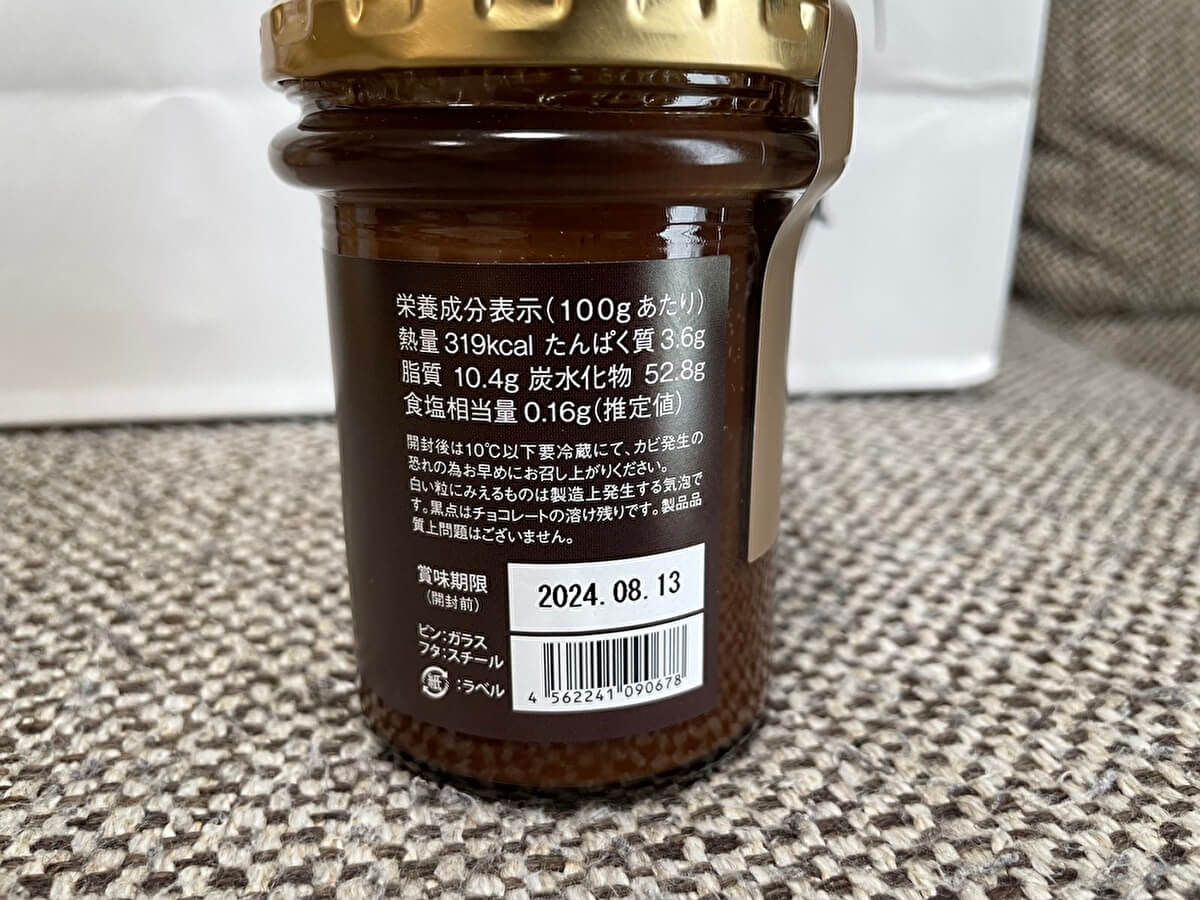 栄養成分表示(100gあたり)
熱量 319kcal たんぱく質 3.6g
脂質 10.4g 炭水化物 52.8g
食塩相当量 0.16g(推定値)
開封後は10℃以下要冷蔵にて、カビ発生の
恐れの為お早めにお召し上がりください。
白い粒にみえるものは製造上発生する気泡で
す。黒点はチョコレートの溶け残りです。製品品
質上問題はございません。
賞味期限
(開封前)
2024.08.13
ビン:ガラス
フタ:スチール
紙:ラベル
4 562241 090678